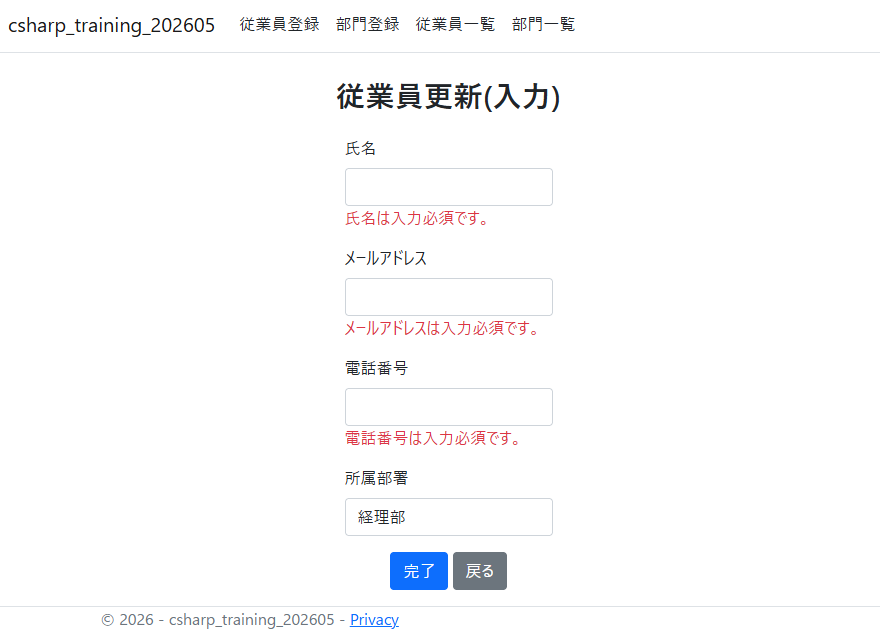 csharp_training_202605 従業員登録 部門登録 従業員一覧 部門一覧
従業員更新(入力)
氏名
氏名は入力必須です。
メールアドレス
メールアドレスは入力必須です。
電話番号
電話番号は入力必須です。
所属部署
経理部
完了 戻る
© 2026 - csharp_training_202605 - Privacy